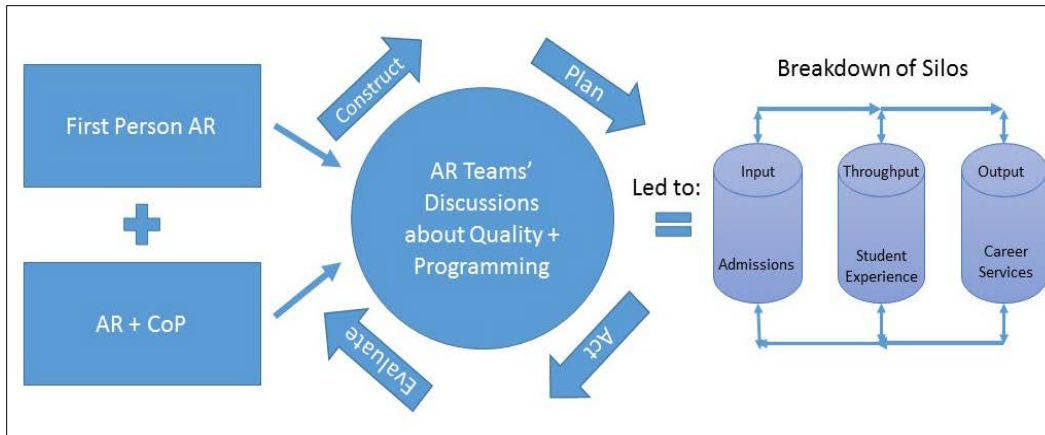 First Person AR
AR + CoP
Construct
Plan
Act
Evaluate
AR Teams’
Discussions
about Quality +
Programming
Led to:
Breakdown of Silos
Input
Admissions
Throughput
Student
Experience
Output
Career
Services